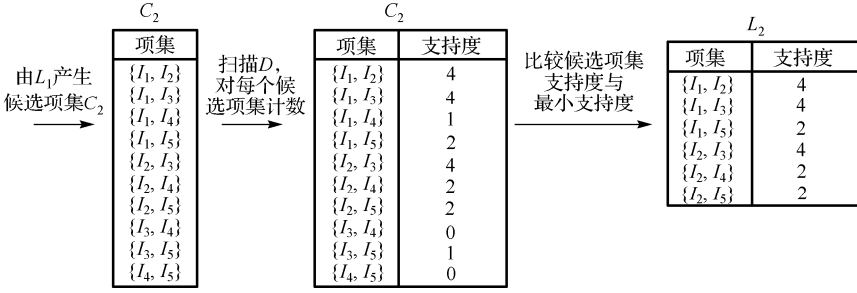 由L₁产生
候选项集C₂
C₂
项集
{I₁, I₂}
{I₁, I₃}
{I₁, I₄}
{I₁, I₅}
{I₂, I₃}
{I₂, I₄}
{I₂, I₅}
{I₃, I₄}
{I₃, I₅}
{I₄, I₅}
扫描D，
对每个候
选项集计数
C₂
项集 支持度
{I₁, I₂} 4
{I₁, I₃} 4
{I₁, I₄} 1
{I₁, I₅} 2
{I₂, I₃} 4
{I₂, I₄} 2
{I₂, I₅} 2
{I₃, I₄} 0
{I₃, I₅} 1
{I₄, I₅} 0
比较候选项集
支持度与
最小支持度
L₂
项集 支持度
{I₁, I₂} 4
{I₁, I₃} 4
{I₁, I₅} 2
{I₂, I₃} 4
{I₂, I₄} 2
{I₂, I₅} 2